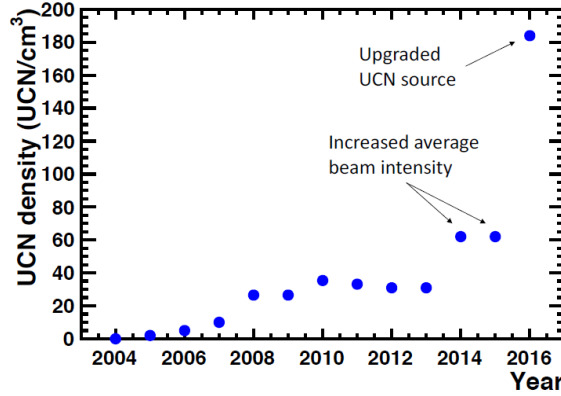 200
180
160
140
120
100
80
60
40
20
0
UCN density (UCN/cm³)
Upgraded
UCN source
Increased average
beam intensity
2004 2006 2008 2010 2012 2014 2016
Year